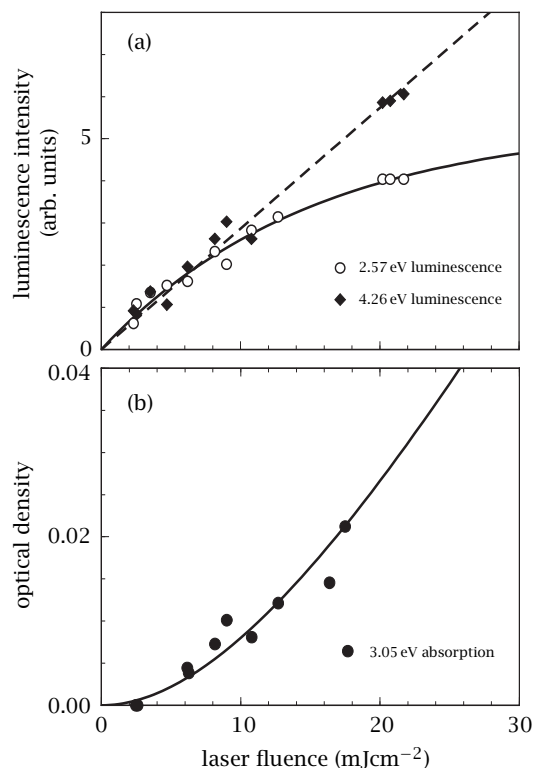 (a)
5
0
luminescence intensity
(arb. units)
2.57 eV luminescence
4.26 eV luminescence
(b)
0.04
0.02
0.00
optical density
3.05 eV absorption
0 10 20 30
laser fluence (mJcm−2)